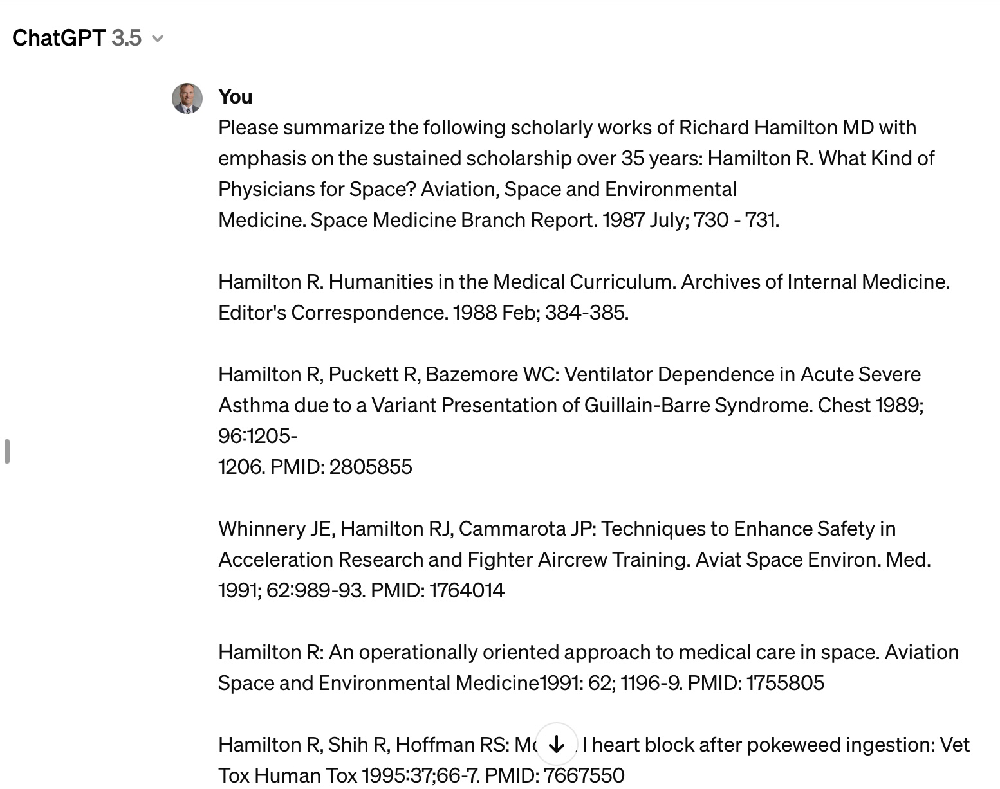 ChatGPT 3.5
You
Please summarize the following scholarly works of Richard Hamilton MD with
emphasis on the sustained scholarship over 35 years: Hamilton R. What Kind of
Physicians for Space? Aviation, Space and Environmental
Medicine. Space Medicine Branch Report. 1987 July; 730 - 731.
Hamilton R. Humanities in the Medical Curriculum. Archives of Internal Medicine.
Editor's Correspondence. 1988 Feb; 384-385.
Hamilton R, Puckett R, Bazemore WC: Ventilator Dependence in Acute Severe
Asthma due to a Variant Presentation of Guillain-Barre Syndrome. Chest 1989;
96:1205-
1206. PMID: 2805855
Whinnery JE, Hamilton RJ, Cammarota JP: Techniques to Enhance Safety in
Acceleration Research and Fighter Aircrew Training. Aviat Space Environ. Med.
1991; 62:989-93. PMID: 1764014
Hamilton R: An operationally oriented approach to medical care in space. Aviation
Space and Environmental Medicine1991: 62; 1196-9. PMID: 1755805
Hamilton R, Shih R, Hoffman RS: I heart block after pokeweed ingestion: Vet
Tox Human Tox 1995:37;66-7. PMID: 7667550